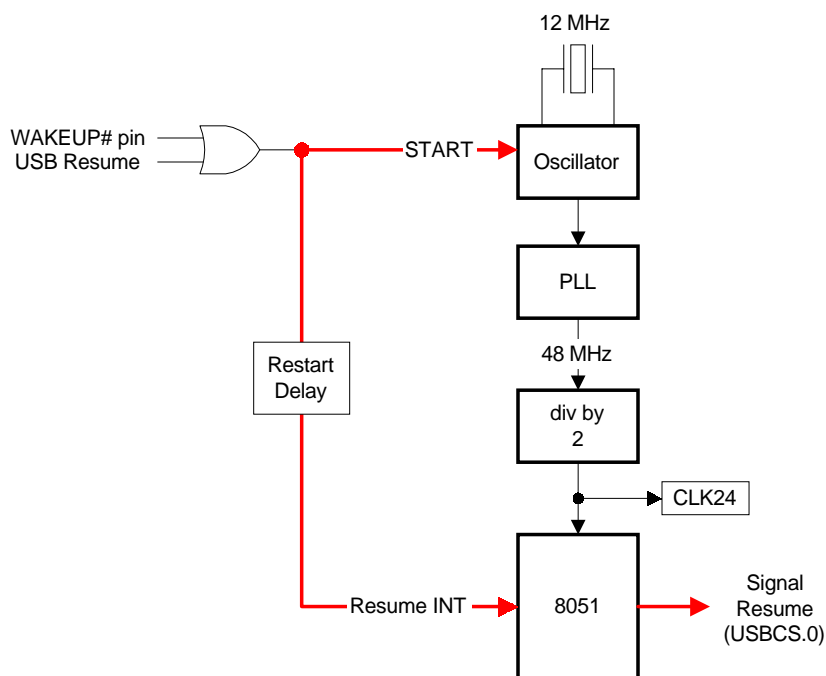 12 MHz
WAKEUP# pin
USB Resume
START
Oscillator
PLL
48 MHz
Restart
Delay
div by
2
CLK24
Resume INT
8051
Signal
Resume
(USBCS.0)